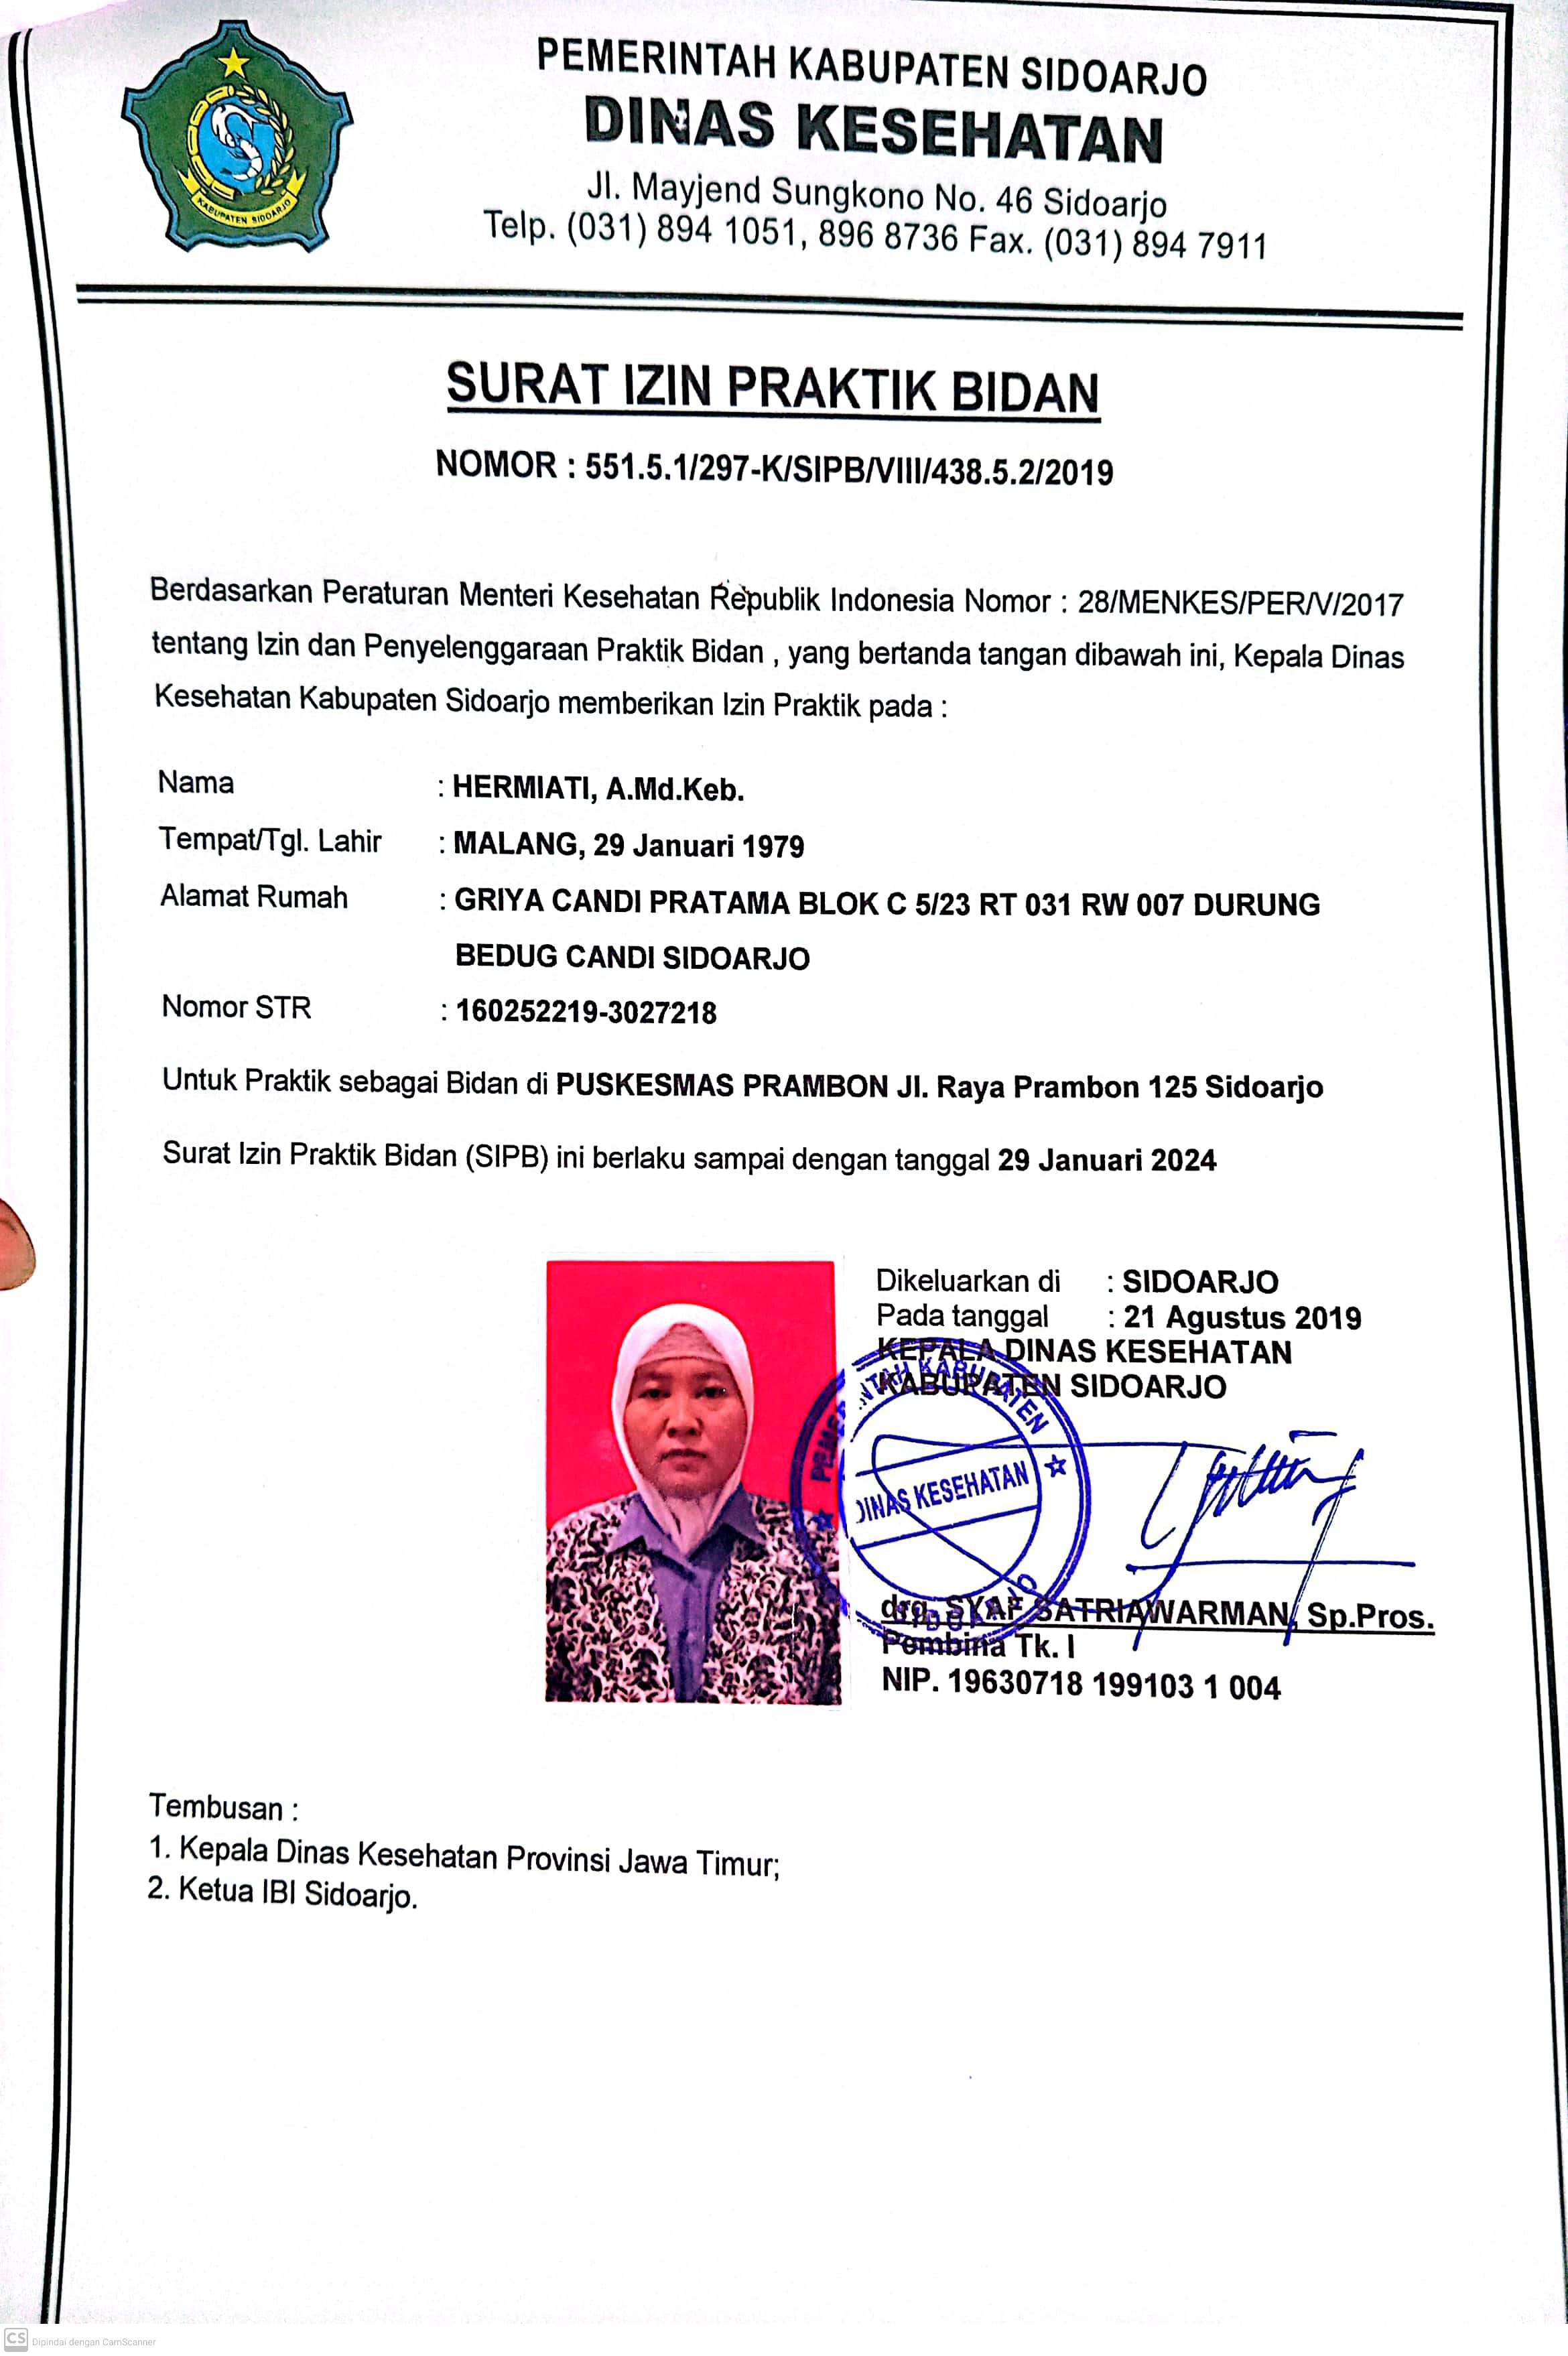 PEMERINTAH KABUPATEN SIDOARJO
DINAS KESEHATAN
Jl. Mayjend Sungkono No. 46 Sidoarjo
Telp. (031) 894 1051, 896 8736 Fax. (031) 894 7911
KABUPATEN SIDOARJO
SURAT IZIN PRAKTIK BIDAN
NOMOR : 551.5.1/297-K/SIPB/VIII/438.5.2/2019
Berdasarkan Peraturan Menteri Kesehatan Republik Indonesia Nomor : 28/MENKES/PER/V/2017
tentang Izin dan Penyelenggaraan Praktik Bidan , yang bertanda tangan dibawah ini, Kepala Dinas
Kesehatan Kabupaten Sidoarjo memberikan Izin Praktik pada :
Nama : HERMIATI, A.Md.Keb.
Tempat/Tgl. Lahir : MALANG, 29 Januari 1979
Alamat Rumah : GRIYA CANDI PRATAMA BLOK C 5/23 RT 031 RW 007 DURUNG
BEDUG CANDI SIDOARJO
Nomor STR : 160252219-3027218
Untuk Praktik sebagai Bidan di PUSKESMAS PRAMBON Jl. Raya Prambon 125 Sidoarjo
Surat Izin Praktik Bidan (SIPB) ini berlaku sampai dengan tanggal 29 Januari 2024
Dikeluarkan di : SIDOARJO
Pada tanggal : 21 Agustus 2019
KEPALA DINAS KESEHATAN
KABUPATEN SIDOARJO
KABUPATEN
DINAS KESEHATAN
SIDOARJO
drg. SYAF SATRIAWARMAN, Sp.Pros.
Pembina Tk. I
NIP. 19630718 199103 1 004
Tembusan :
1. Kepala Dinas Kesehatan Provinsi Jawa Timur;
2. Ketua IBI Sidoarjo.
CS Dipindai dengan CamScanner